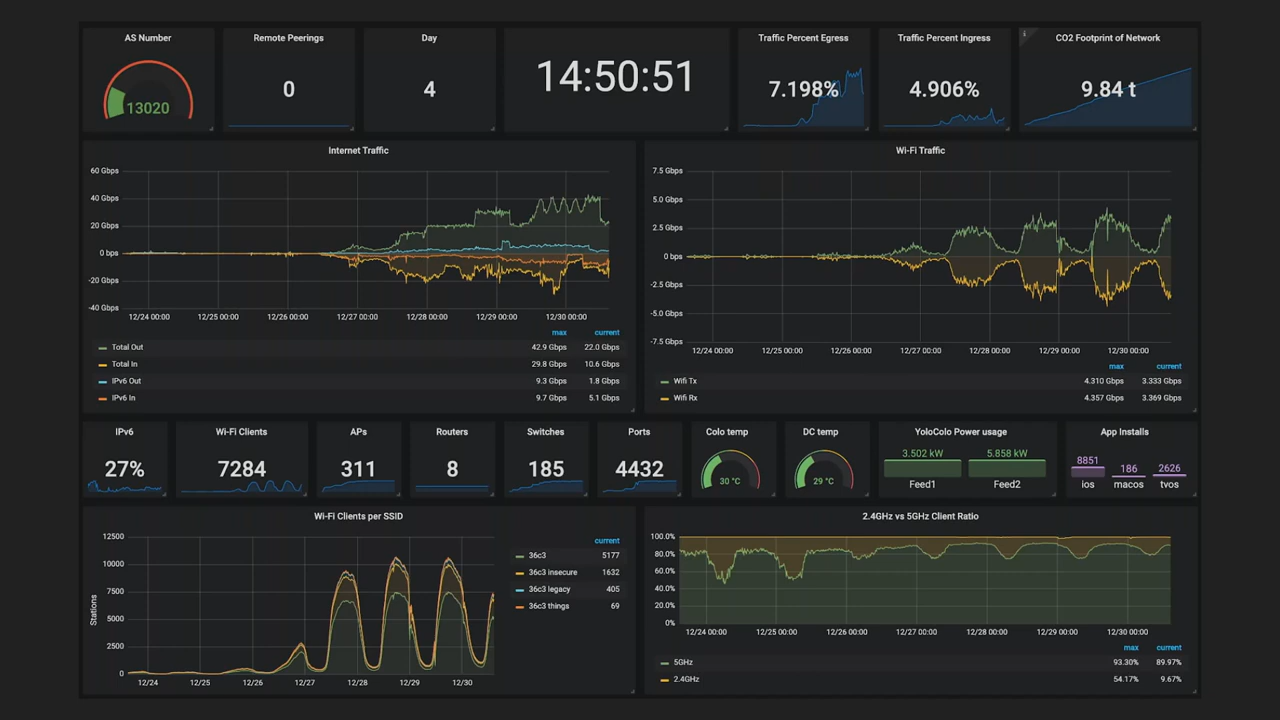 AS Number
13020
Remote Peerings
0
Day
4
14:50:51
Traffic Percent Egress
7.198%
Traffic Percent Ingress
4.906%
i
CO2 Footprint of Network
9.84 t
Internet Traffic
60 Gbps
40 Gbps
20 Gbps
0 bps
-20 Gbps
-40 Gbps
12/24 00:00 12/25 00:00 12/26 00:00 12/27 00:00 12/28 00:00 12/29 00:00 12/30 00:00
max current
Total Out 42.9 Gbps 22.0 Gbps
Total In 29.8 Gbps 10.6 Gbps
IPv6 Out 9.3 Gbps 1.8 Gbps
IPv6 In 9.7 Gbps 5.1 Gbps
Wi-Fi Traffic
7.5 Gbps
5.0 Gbps
2.5 Gbps
0 bps
-2.5 Gbps
-5.0 Gbps
-7.5 Gbps
12/24 00:00 12/25 00:00 12/26 00:00 12/27 00:00 12/28 00:00 12/29 00:00 12/30 00:00
max current
Wifi Tx 4.310 Gbps 3.333 Gbps
Wifi Rx 4.357 Gbps 3.369 Gbps
IPv6
27%
Wi-Fi Clients
7284
APs
311
Routers
8
Switches
185
Ports
4432
Colo temp
30 °C
DC temp
29 °C
YoloColo Power usage
3.502 kW 5.858 kW
Feed1 Feed2
App Installs
8851 186 2626
ios macos tvos
Wi-Fi Clients per SSID
Stations
12500
10000
7500
5000
2500
0
12/24 12/25 12/26 12/27 12/28 12/29 12/30
current
36c3 5177
36c3 insecure 1632
36c3 legacy 405
36c3 things 69
2.4GHz vs 5GHz Client Ratio
100.0%
80.0%
60.0%
40.0%
20.0%
0%
12/24 00:00 12/25 00:00 12/26 00:00 12/27 00:00 12/28 00:00 12/29 00:00 12/30 00:00
max current
5GHz 93.30% 89.97%
2.4GHz 54.17% 9.67%